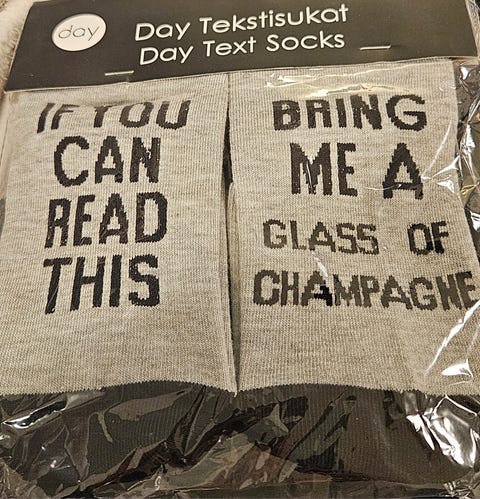 day
Day Tekstisukat
Day Text Socks
IF YOU
CAN
READ
THIS
BRING
ME A
GLASS OF
CHAMPAGNE